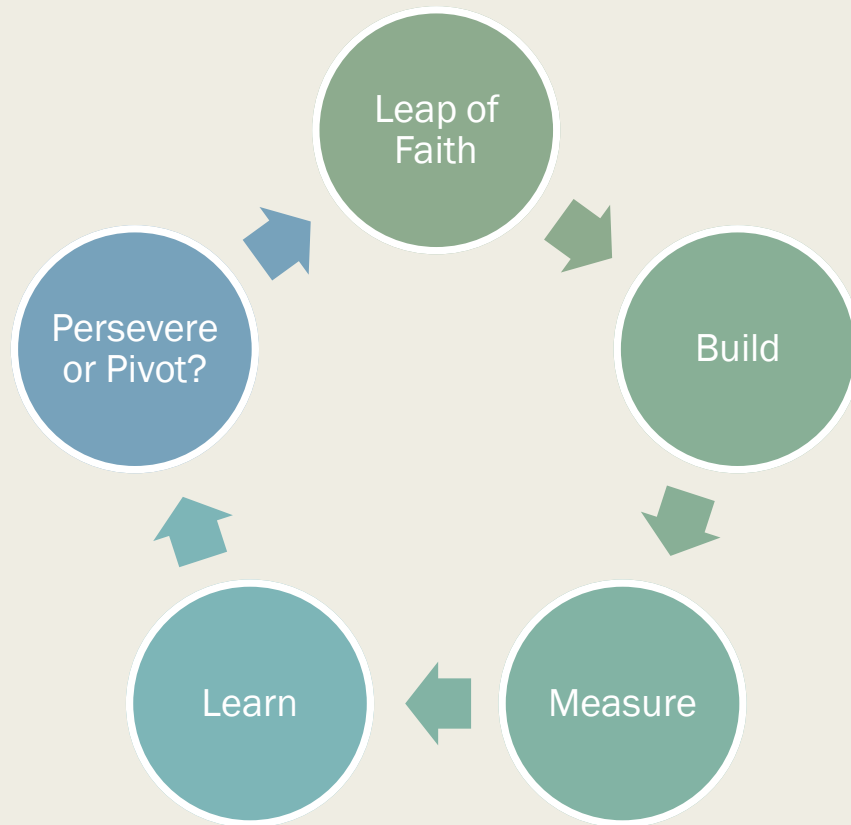 Leap of
Faith
Build
Measure
Learn
Persevere
or Pivot?